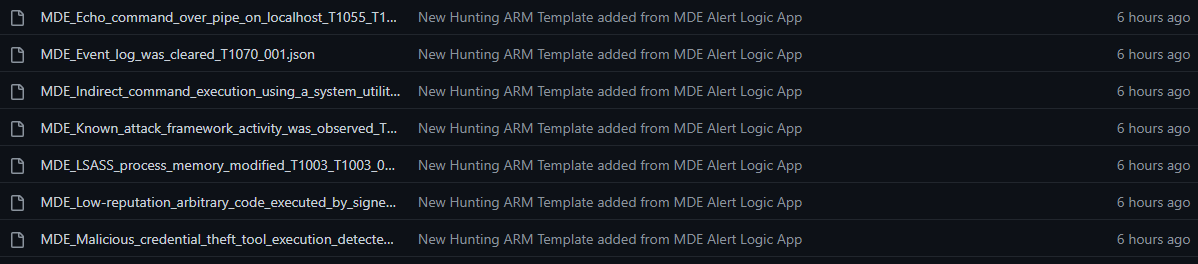 MDE_Echo_command_over_pipe_on_localhost_T1055_T1... New Hunting ARM Template added from MDE Alert Logic App 6 hours ago
MDE_Event_log_was_cleared_T1070_001.json New Hunting ARM Template added from MDE Alert Logic App 6 hours ago
MDE_Indirect_command_execution_using_a_system_utilit... New Hunting ARM Template added from MDE Alert Logic App 6 hours ago
MDE_Known_attack_framework_activity_was_observed_T... New Hunting ARM Template added from MDE Alert Logic App 6 hours ago
MDE_LSASS_process_memory_modified_T1003_T1003_0... New Hunting ARM Template added from MDE Alert Logic App 6 hours ago
MDE_Low-reputation_arbitrary_code_executed_by_signe... New Hunting ARM Template added from MDE Alert Logic App 6 hours ago
MDE_Malicious_credential_theft_tool_execution_detecte... New Hunting ARM Template added from MDE Alert Logic App 6 hours ago